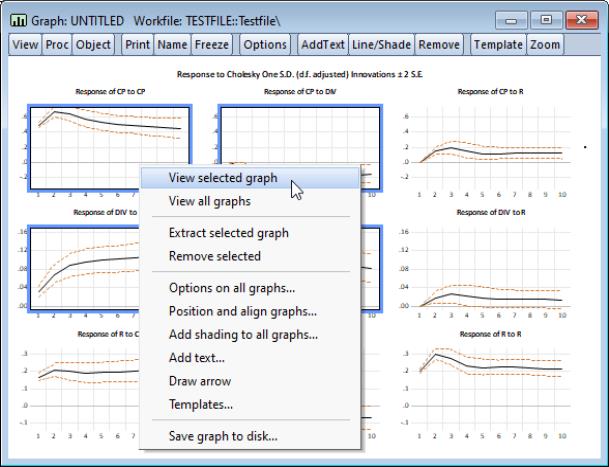 Graph: UNTITLED Workfile: TESTFILE::Testfile\
View Proc Object Print Name Freeze Options AddText Line/Shade Remove Template Zoom
Response to Cholesky One S.D. (d.f. adjusted) Innovations ± 2 S.E.
Response of CP to CP Response of CP to DIV Response of CP to R
.6 .6 .6
.4 .4 .4
.2 .2 .2
.0 .0 .0
-.2 -.2
1 2 3 4 5 6 7 8 9 10
View selected graph
View all graphs
Extract selected graph
Remove selected
Options on all graphs...
Position and align graphs...
Add shading to all graphs...
Add text...
Draw arrow
Templates...
Save graph to disk...
Response of DIV to Response of DIV to R
.16 .16
.12 .12
.08 .08
.04 .04
.00 .00
1 2 3 4 5 6 7 10 1 2 3 4 5 6 7 8 9 10
Response of R to C Response of R to R
.3 .3
.2 .2
.1 .1
.0 .0
-.1 -.1
1 2 3 4 5 6 7 10 1 2 3 4 5 6 7 8 9 10